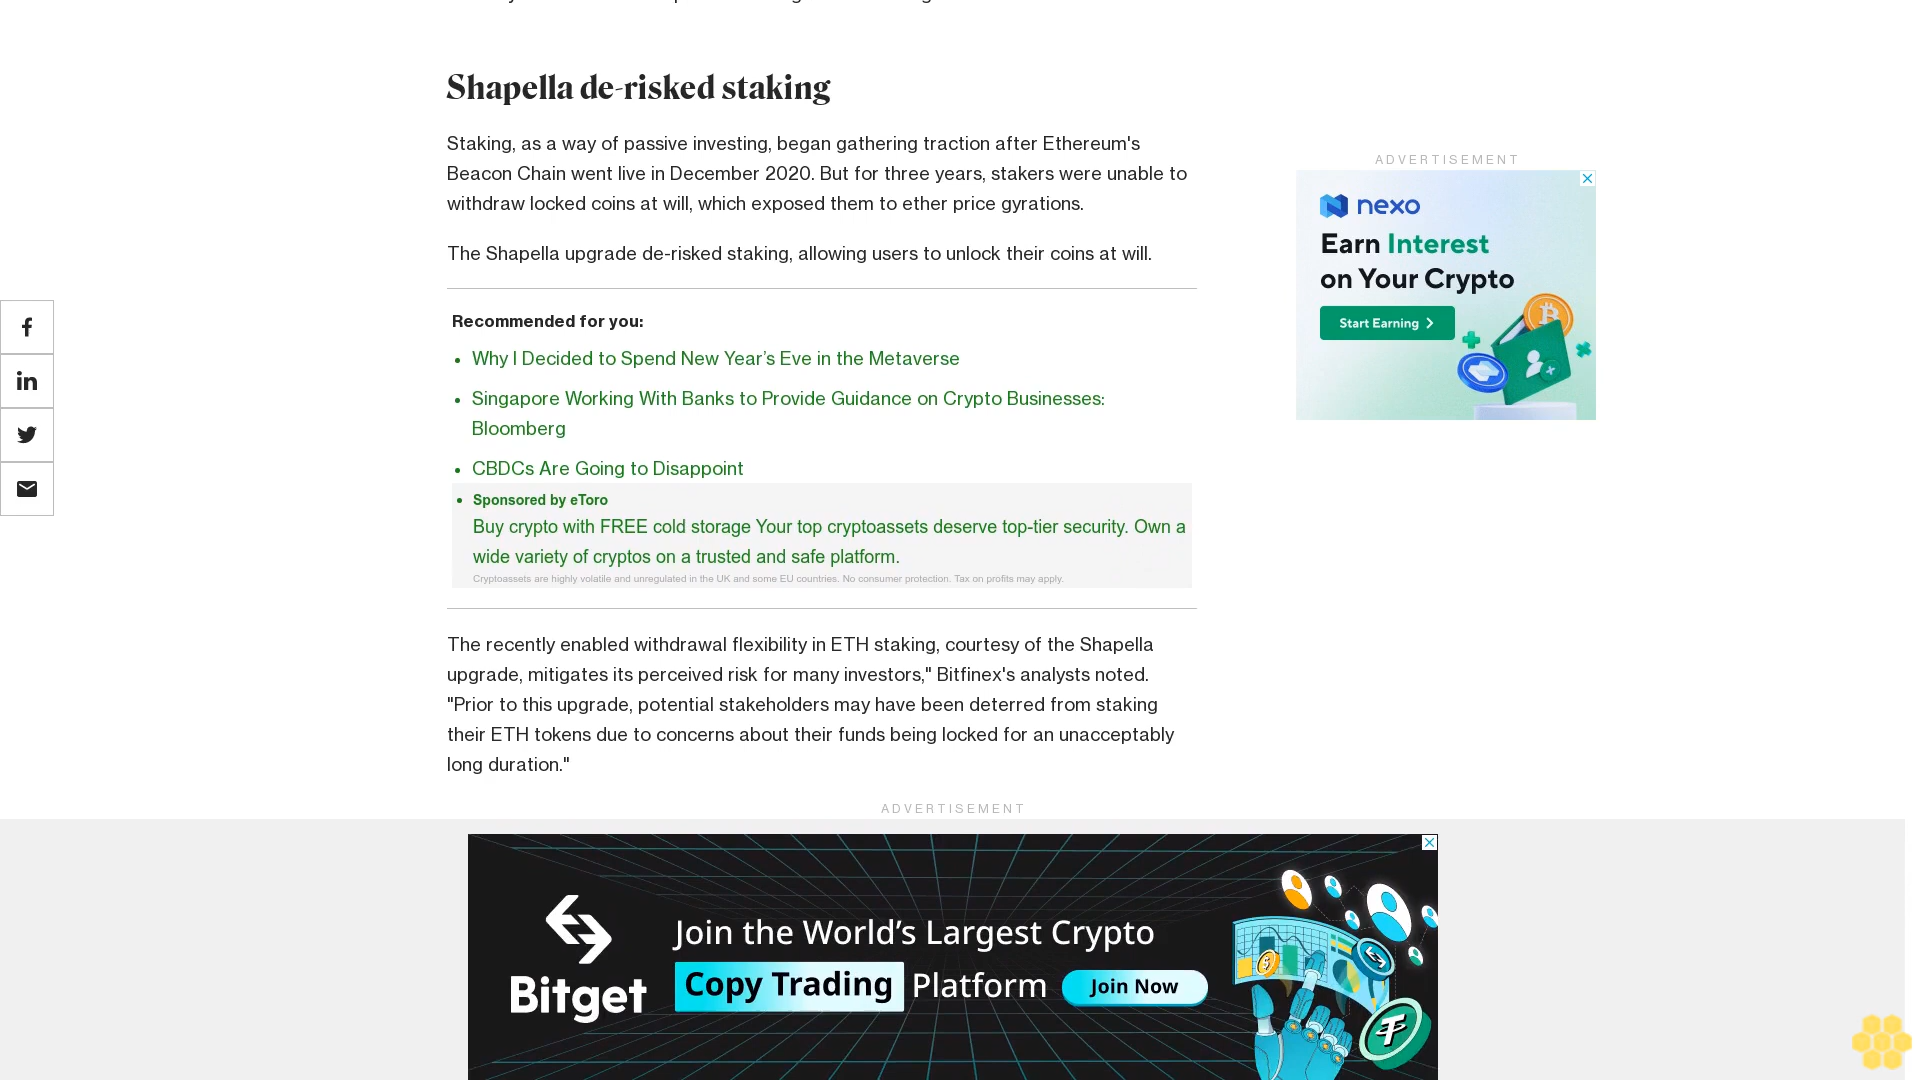 Shapella de-risked staking
Staking, as a way of passive investing, began gathering traction after Ethereum's
Beacon Chain went live in December 2020. But for three years, stakers were unable to
withdraw locked coins at will, which exposed them to ether price gyrations.
The Shapella upgrade de-risked staking, allowing users to unlock their coins at will.
Recommended for you:
• Why I Decided to Spend New Year’s Eve in the Metaverse
• Singapore Working With Banks to Provide Guidance on Crypto Businesses:
Bloomberg
• CBDCs Are Going to Disappoint
• Sponsored by eToro
Buy crypto with FREE cold storage Your top cryptoassets deserve top-tier security. Own a
wide variety of cryptos on a trusted and safe platform.
Cryptoassets are highly volatile and unregulated in the UK and some EU countries. No consumer protection. Tax on profits may apply.
The recently enabled withdrawal flexibility in ETH staking, courtesy of the Shapella
upgrade, mitigates its perceived risk for many investors," Bitfinex's analysts noted.
"Prior to this upgrade, potential stakeholders may have been deterred from staking
their ETH tokens due to concerns about their funds being locked for an unacceptably
long duration."
ADVERTISEMENT
nexo
Earn Interest
on Your Crypto
Start Earning
ADVERTISEMENT
Bitget
Join the World’s Largest Crypto
Copy Trading Platform
Join Now